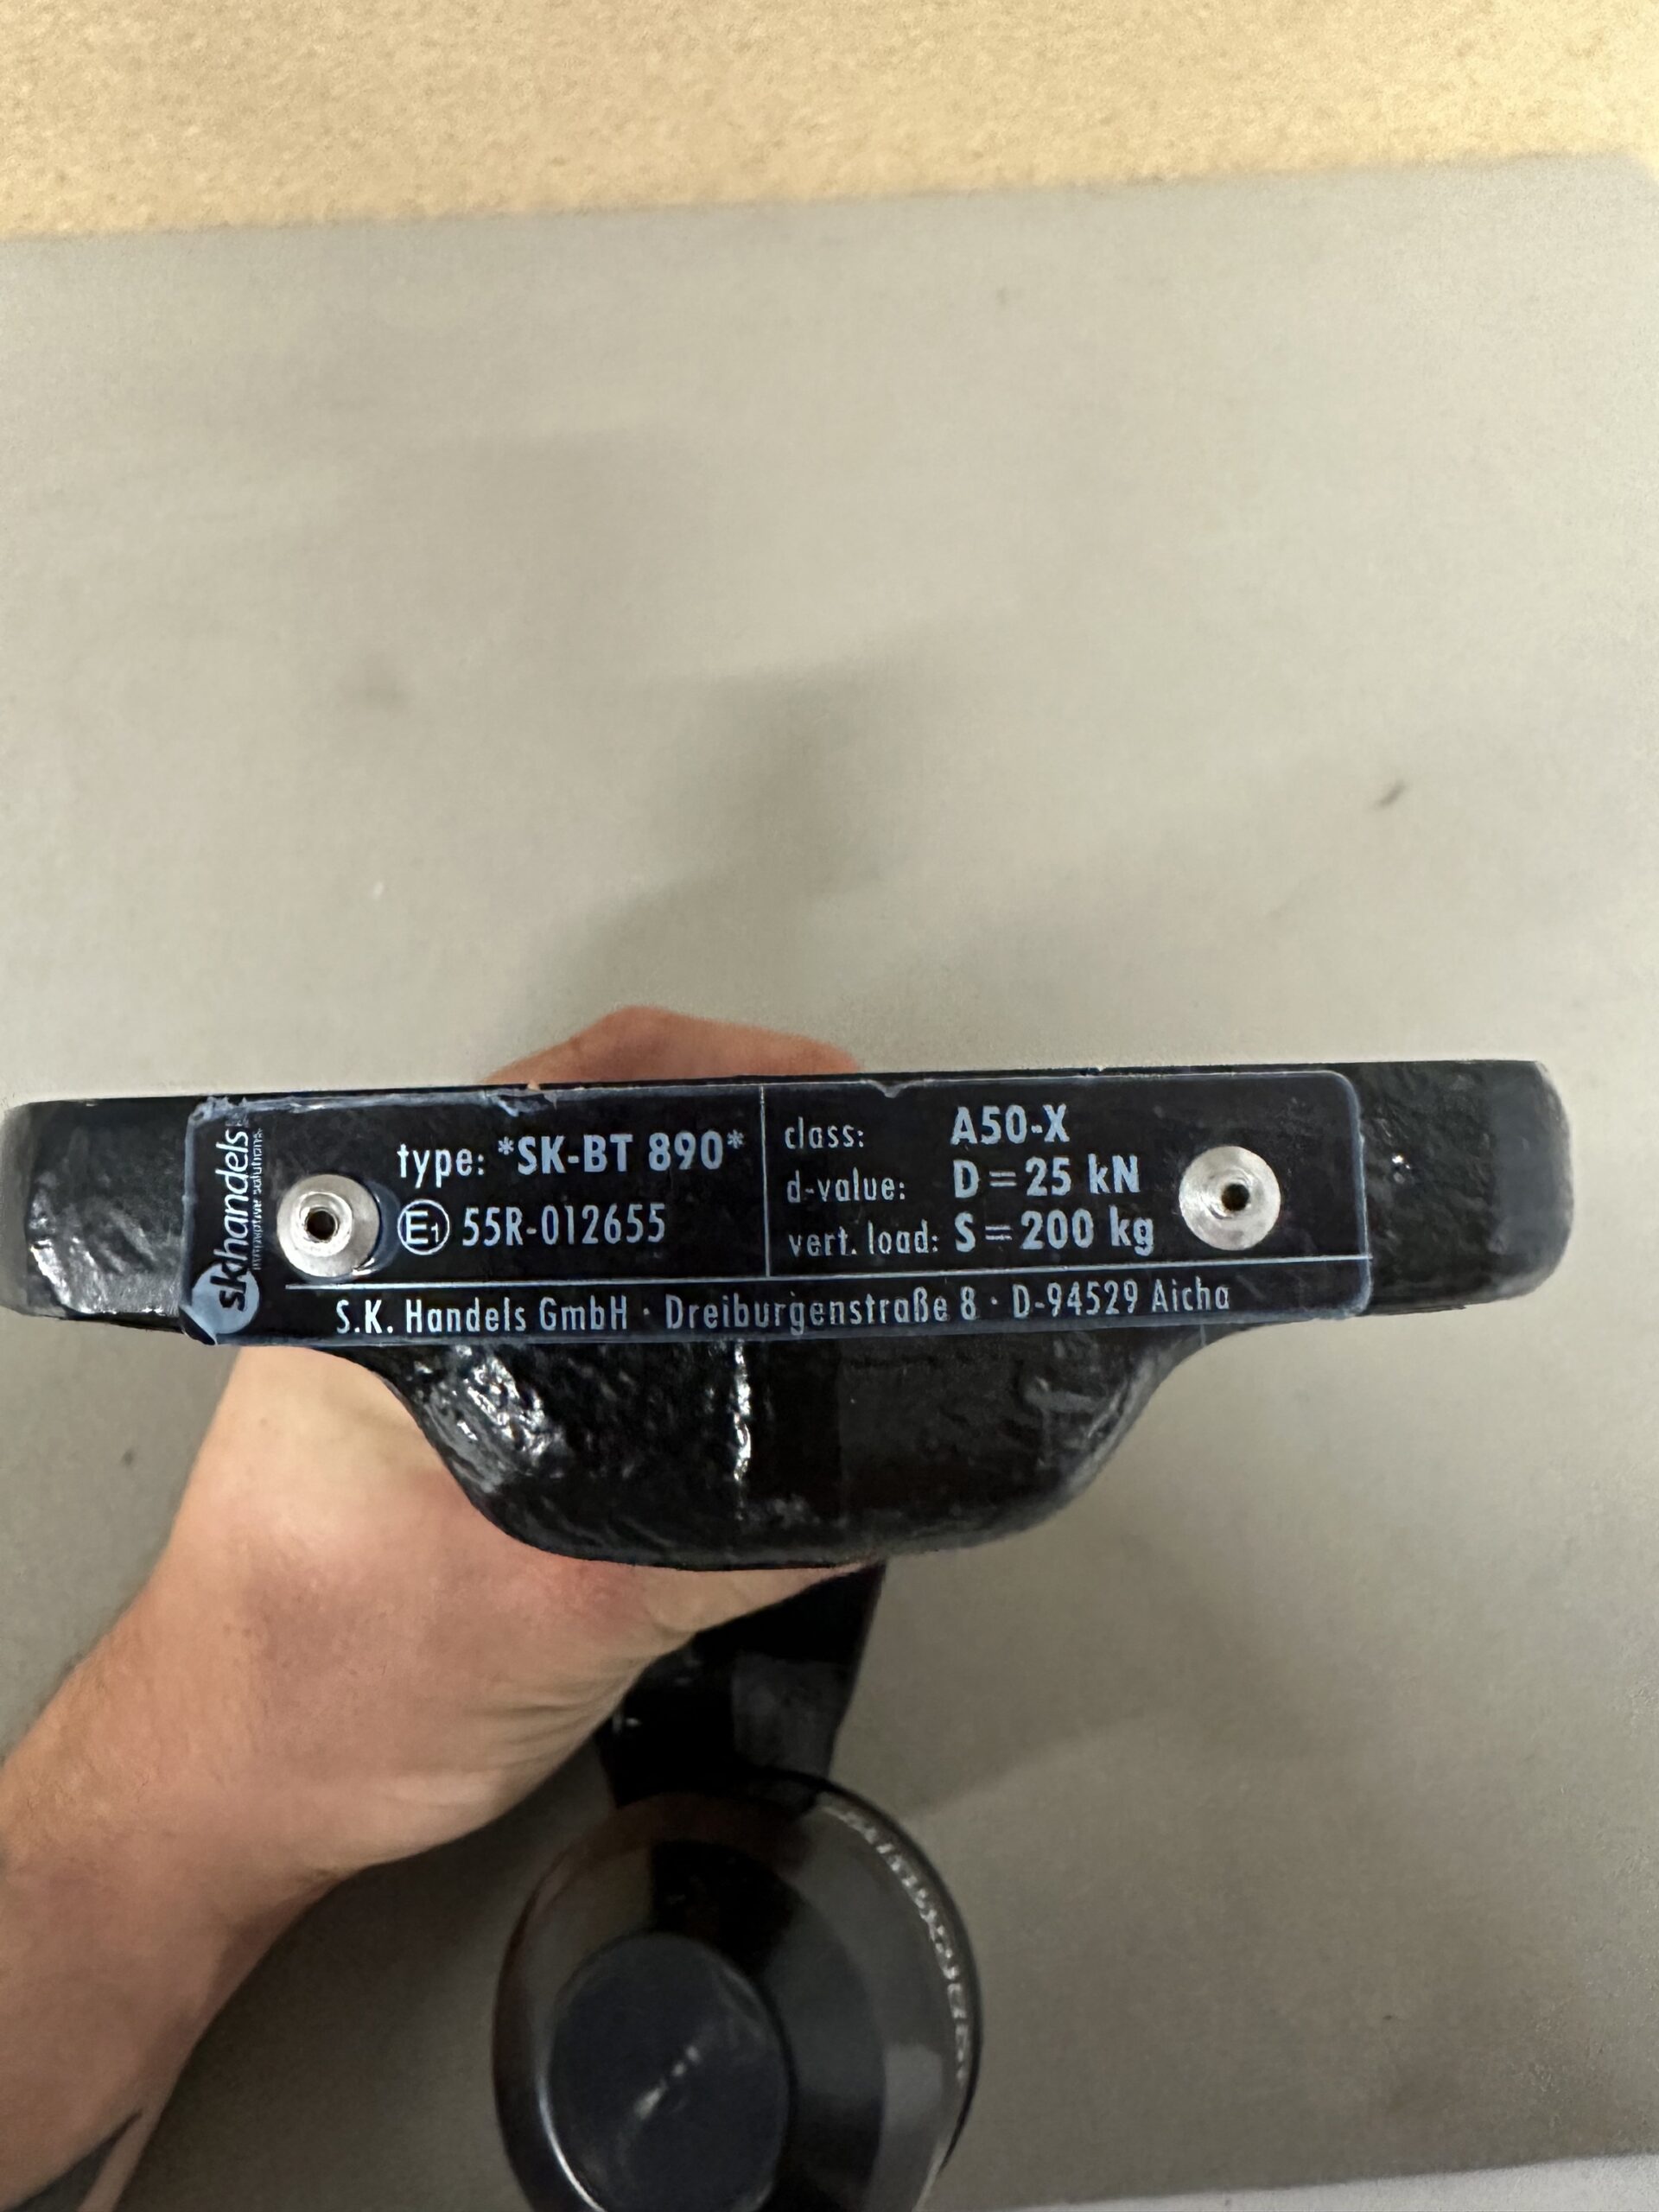 skhandels
innovative solutions.
type: *SK-BT 890*
E1 55R-012655
class: A50-X
d-value: D = 25 kN
vert. load: S = 200 kg
S.K. Handels GmbH · Dreiburgenstraße 8 · D-94529 Aicha